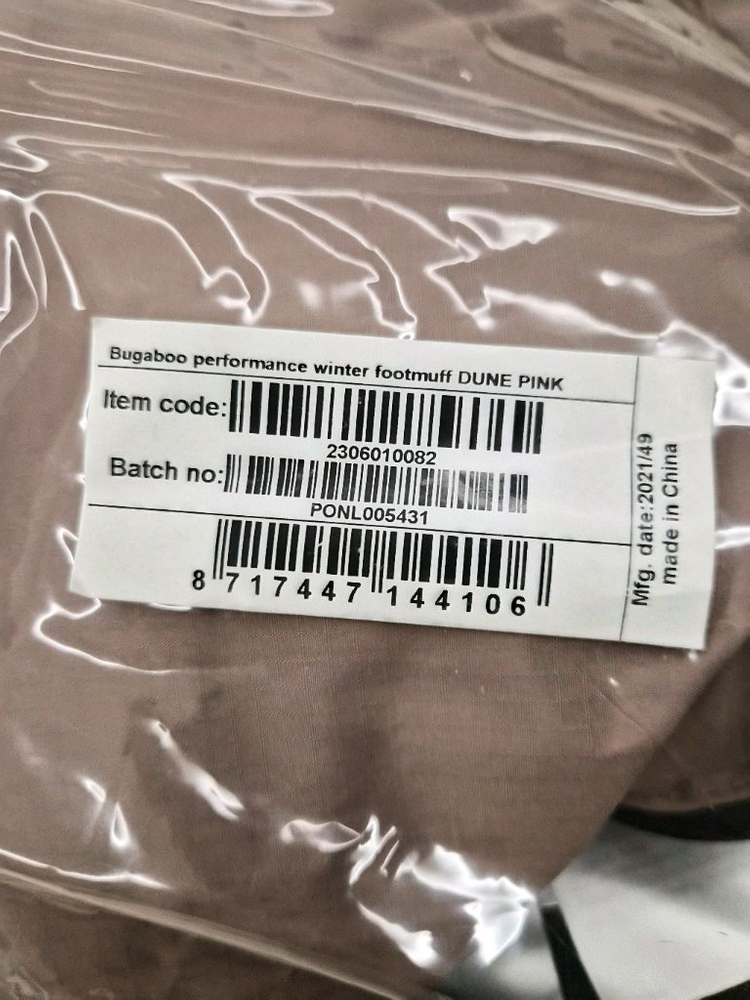 Bugaboo performance winter footmuff DUNE PINK
Item code:
2306010082
Batch no:
PONL005431
8 717447 144106
Mfg. date:2021/49
made in China